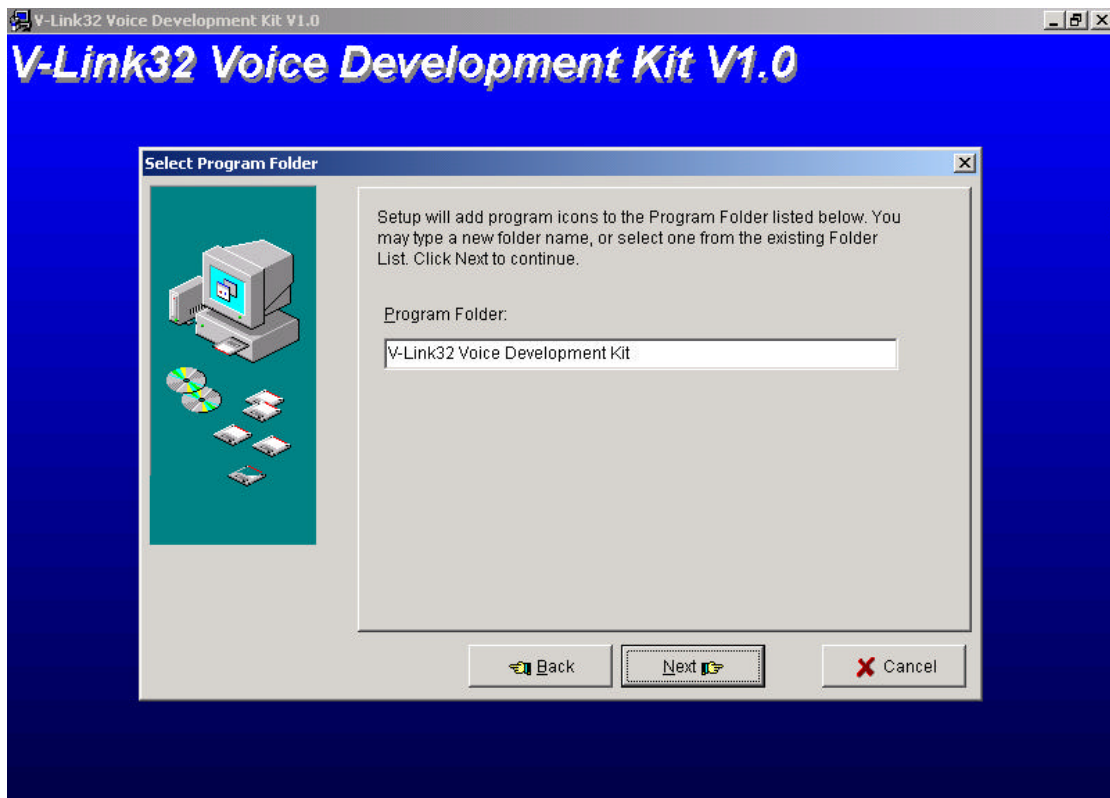 V-Link32 Voice Development Kit V1.0
V-Link32 Voice Development Kit V1.0
Select Program Folder
Setup will add program icons to the Program Folder listed below. You
may type a new folder name, or select one from the existing Folder
List. Click Next to continue.
Program Folder:
V-Link32 Voice Development Kit
Back
Next
Cancel